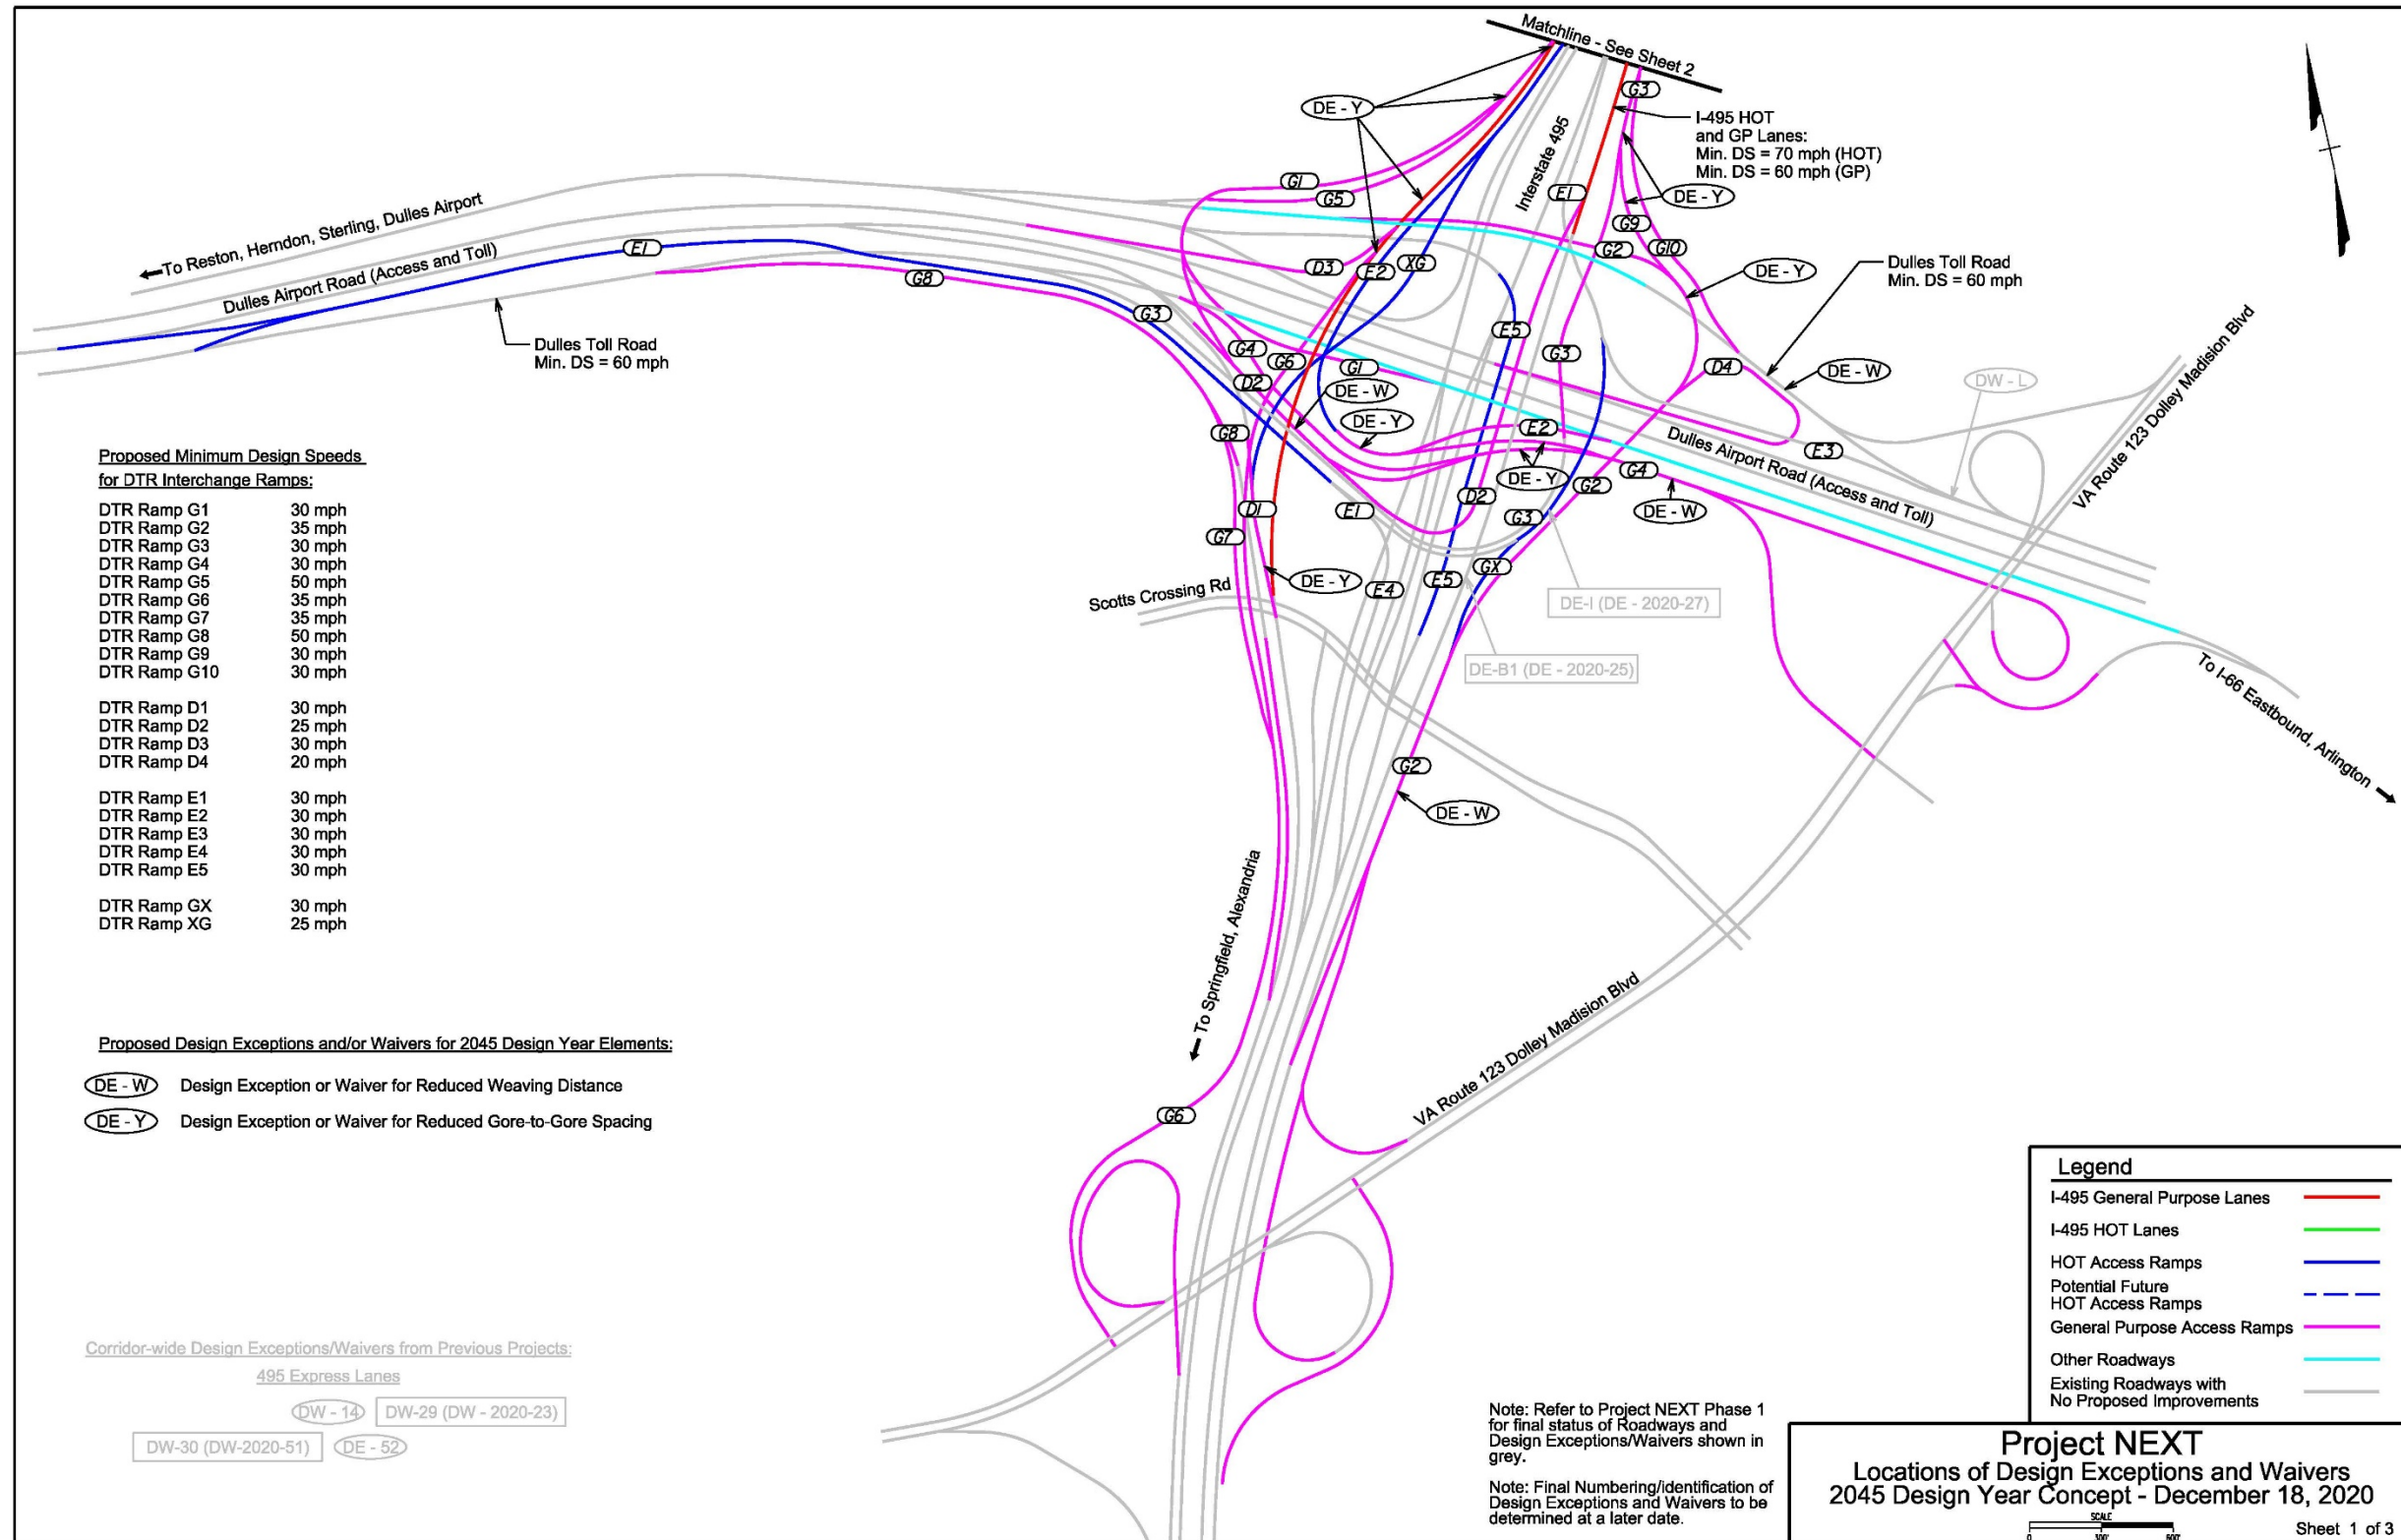 Matchline - See Sheet 2
DE - Y
G3
I-495 HOT
and GP Lanes:
Min. DS = 70 mph (HOT)
Min. DS = 60 mph (GP)
Interstate 495
G1
G5
E1
DE - Y
G9
G2
G10
To Reston, Herndon, Sterling, Dulles Airport
Dulles Airport Road (Access and Toll)
E1
G8
D3
E2
XG
DE - Y
Dulles Toll Road
Min. DS = 60 mph
G3
E5
Dulles Toll Road
Min. DS = 60 mph
G4
G6
G1
G3
D4
DE - W
D2
DE - W
DW - L
VA Route 123 Dolley Madision Blvd
G8
DE - Y
E2
Dulles Airport Road (Access and Toll)
E3
DE - Y
G4
G2
D1
E1
D2
G3
DE - W
G7
GX
DE - Y
E4
E5
Scotts Crossing Rd
DE-I (DE - 2020-27)
DE-B1 (DE - 2020-25)
To I-66 Eastbound, Arlington
G2
DE - W
To Springfield, Alexandria
VA Route 123 Dolley Madision Blvd
G6
Proposed Minimum Design Speeds
for DTR Interchange Ramps:
DTR Ramp G1 30 mph
DTR Ramp G2 35 mph
DTR Ramp G3 30 mph
DTR Ramp G4 30 mph
DTR Ramp G5 50 mph
DTR Ramp G6 35 mph
DTR Ramp G7 35 mph
DTR Ramp G8 50 mph
DTR Ramp G9 30 mph
DTR Ramp G10 30 mph
DTR Ramp D1 30 mph
DTR Ramp D2 25 mph
DTR Ramp D3 30 mph
DTR Ramp D4 20 mph
DTR Ramp E1 30 mph
DTR Ramp E2 30 mph
DTR Ramp E3 30 mph
DTR Ramp E4 30 mph
DTR Ramp E5 30 mph
DTR Ramp GX 30 mph
DTR Ramp XG 25 mph
Proposed Design Exceptions and/or Waivers for 2045 Design Year Elements:
DE - W Design Exception or Waiver for Reduced Weaving Distance
DE - Y Design Exception or Waiver for Reduced Gore-to-Gore Spacing
Corridor-wide Design Exceptions/Waivers from Previous Projects:
495 Express Lanes
DW - 14 DW-29 (DW - 2020-23)
DW-30 (DW-2020-51) DE - 52
Legend
I-495 General Purpose Lanes
I-495 HOT Lanes
HOT Access Ramps
Potential Future
HOT Access Ramps
General Purpose Access Ramps
Other Roadways
Existing Roadways with
No Proposed Improvements
Note: Refer to Project NEXT Phase 1
for final status of Roadways and
Design Exceptions/Waivers shown in
grey.
Note: Final Numbering/identification of
Design Exceptions and Waivers to be
determined at a later date.
Project NEXT
Locations of Design Exceptions and Waivers
2045 Design Year Concept - December 18, 2020
SCALE
0 300' 600'
Sheet 1 of 3